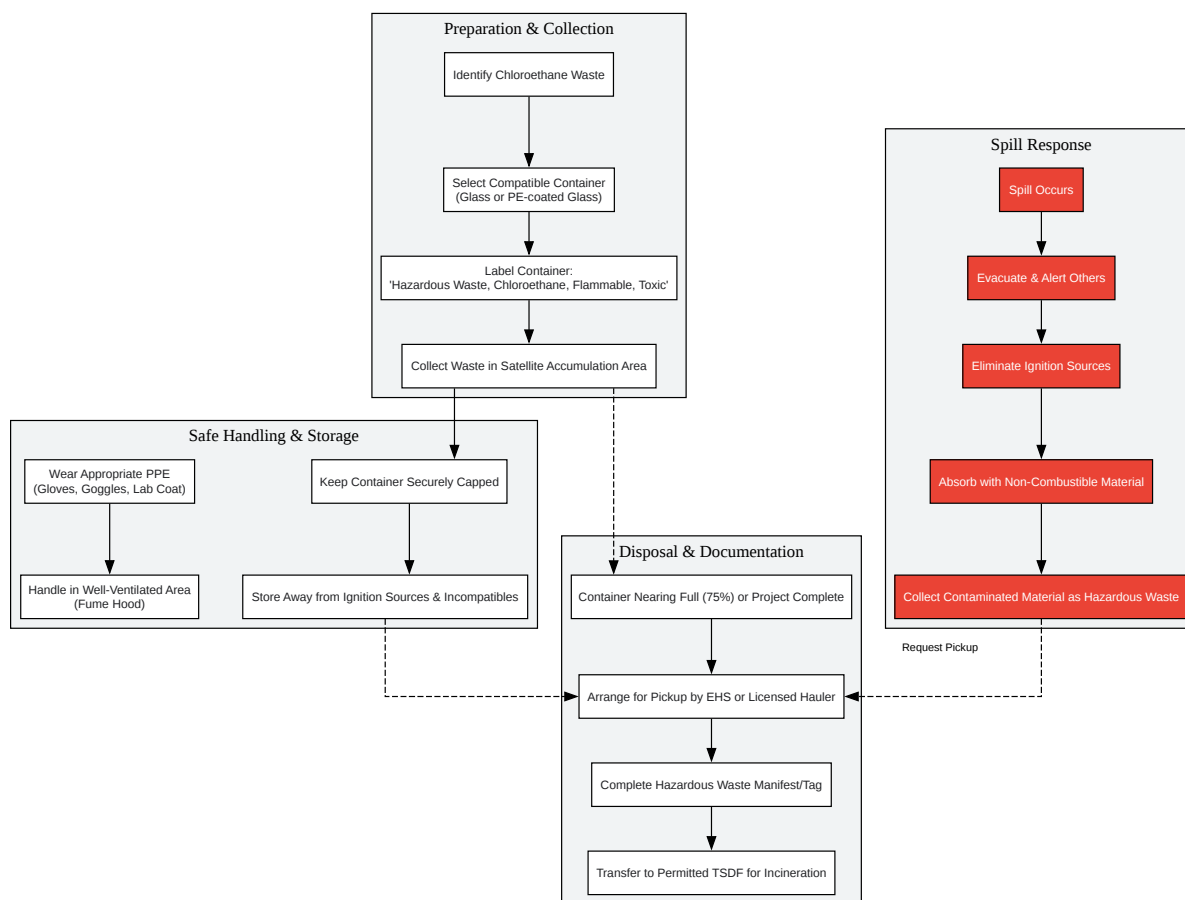 Preparation & Collection
Identify Chloroethane Waste
Select Compatible Container
(Glass or PE-coated Glass)
Label Container:
'Hazardous Waste, Chloroethane, Flammable, Toxic'
Collect Waste in Satellite Accumulation Area
Safe Handling & Storage
Wear Appropriate PPE
(Gloves, Goggles, Lab Coat)
Handle in Well-Ventilated Area
(Fume Hood)
Keep Container Securely Capped
Store Away from Ignition Sources & Incompatibles
Disposal & Documentation
Container Nearing Full (75%) or Project Complete
Arrange for Pickup by EHS or Licensed Hauler
Complete Hazardous Waste Manifest/Tag
Transfer to Permitted TSDF for Incineration
Spill Response
Spill Occurs
Evacuate & Alert Others
Eliminate Ignition Sources
Absorb with Non-Combustible Material
Collect Contaminated Material as Hazardous Waste
Request Pickup